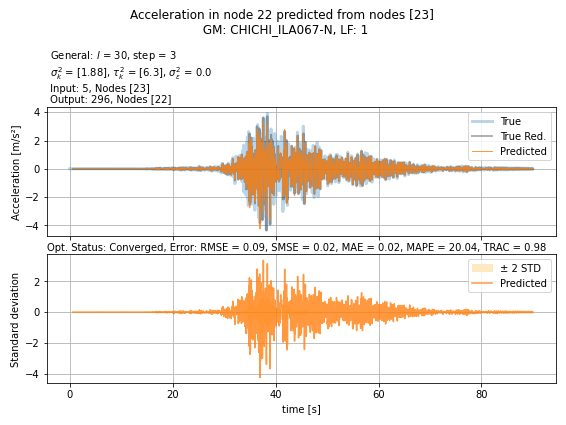 Acceleration in node 22 predicted from nodes [23]
GM: CHICHI_ILA067-N, LF: 1
General: l = 30, step = 3
σ²ₖ = [1.88], τ²ₖ = [6.3], σ²ε = 0.0
Input: 5, Nodes [23]
Output: 296, Nodes [22]
Acceleration [m/s²]
4
2
0
−2
−4
True
True Red.
Predicted
Opt. Status: Converged, Error: RMSE = 0.09, SMSE = 0.02, MAE = 0.02, MAPE = 20.04, TRAC = 0.98
Standard deviation
2
0
−2
−4
± 2 STD
Predicted
0 20 40 60 80
time [s]